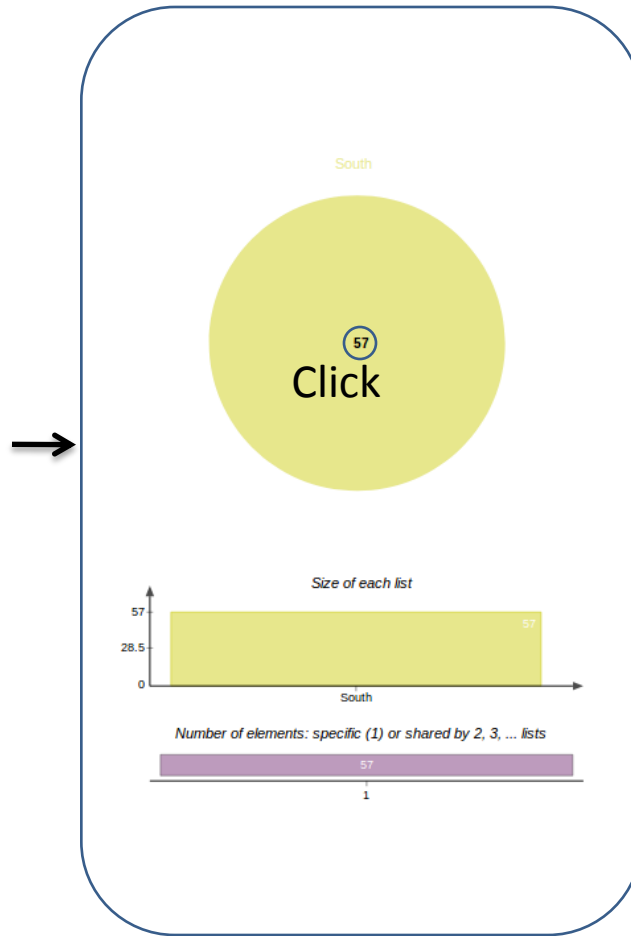 South
57
Click
Size of each list
57
57
28.5
0
South
Number of elements: specific (1) or shared by 2, 3, ... lists
57
1